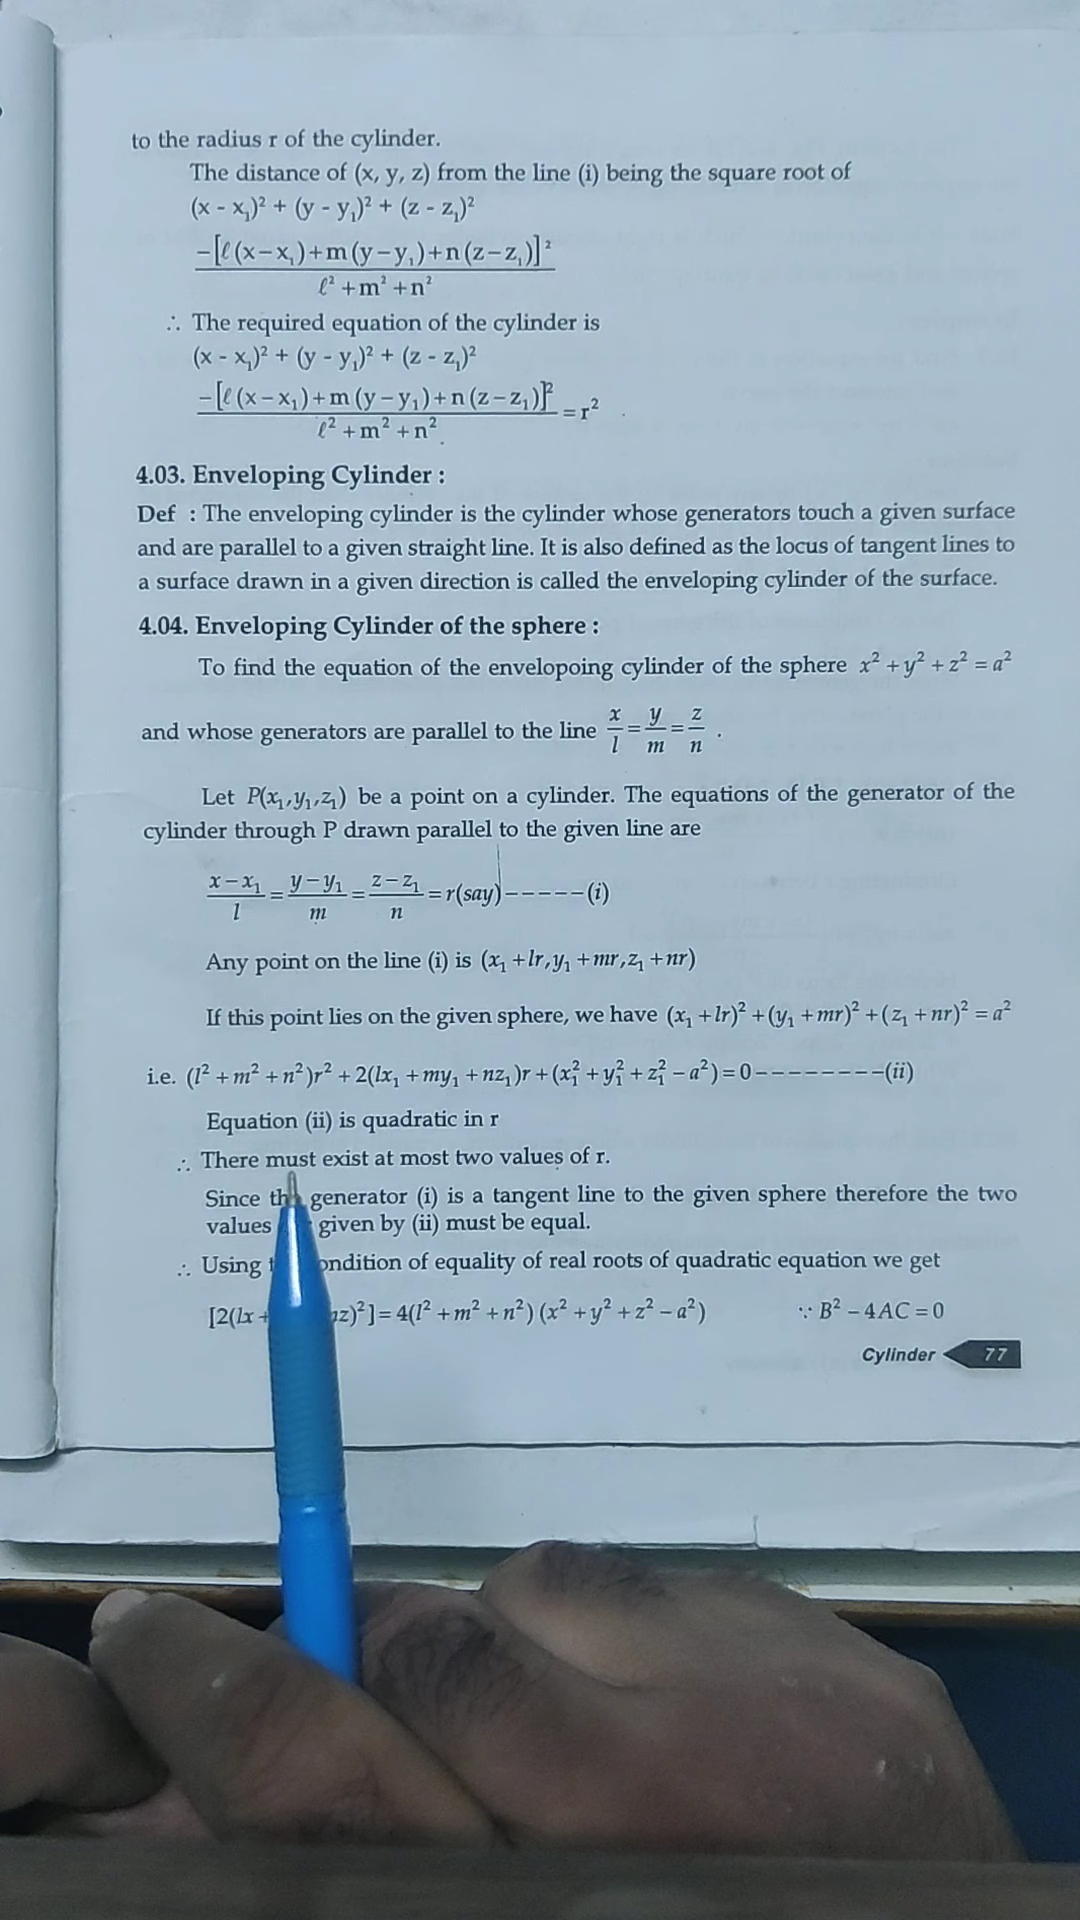 to the radius r of the cylinder.
The distance of (x, y, z) from the line (i) being the square root of
(x - x₁)² + (y - y₁)² + (z - z₁)²
−[ℓ(x−x₁)+m(y−y₁)+n(z−z₁)]²
ℓ² +m² +n²
∴ The required equation of the cylinder is
(x - x₁)² + (y - y₁)² + (z - z₁)²
−[ℓ(x−x₁)+m(y−y₁)+n(z−z₁)]² = r²
ℓ² +m² +n²
4.03. Enveloping Cylinder :
Def : The enveloping cylinder is the cylinder whose generators touch a given surface
and are parallel to a given straight line. It is also defined as the locus of tangent lines to
a surface drawn in a given direction is called the enveloping cylinder of the surface.
4.04. Enveloping Cylinder of the sphere :
To find the equation of the envelopoing cylinder of the sphere x² + y² + z² = a²
and whose generators are parallel to the line x/l = y/m = z/n .
Let P(x₁,y₁,z₁) be a point on a cylinder. The equations of the generator of the
cylinder through P drawn parallel to the given line are
(x−x₁)/l = (y−y₁)/m = (z−z₁)/n = r(say)-----(i)
Any point on the line (i) is (x₁ +lr,y₁ +mr,z₁ +nr)
If this point lies on the given sphere, we have (x₁ +lr)² +(y₁ +mr)² +(z₁ +nr)² = a²
i.e. (l² +m² +n²)r² + 2(lx₁ +my₁ +nz₁)r +(x₁² +y₁² +z₁² −a²)=0--------(ii)
Equation (ii) is quadratic in r
∴ There must exist at most two values of r.
Since th generator (i) is a tangent line to the given sphere therefore the two
values given by (ii) must be equal.
∴ Using ondition of equality of real roots of quadratic equation we get
[2(lx + nz)²]= 4(l² +m² +n²)(x² +y² +z² −a²) ∵ B² −4AC =0
Cylinder 77